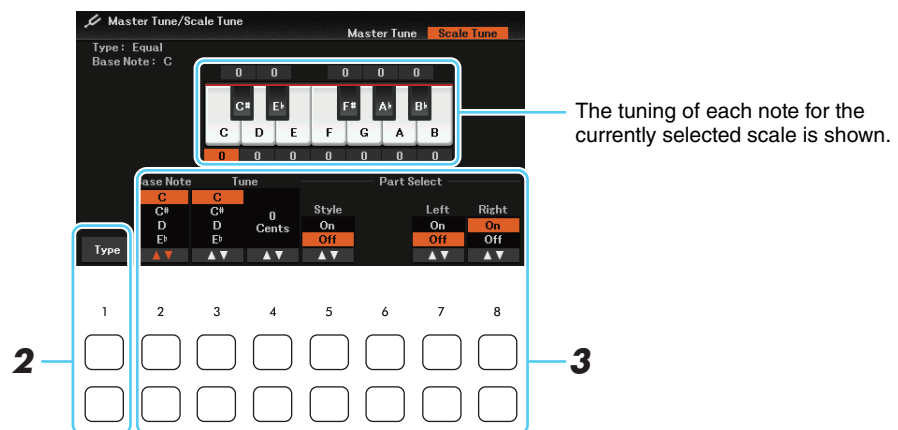 Master Tune/Scale Tune
Master Tune Scale Tune
Type: Equal
Base Note: C
0 0 0 0 0
C# E♭ F# A♭ B♭
C D E F G A B
0 0 0 0 0 0 0
The tuning of each note for the
currently selected scale is shown.
Base Note Tune Part Select
C C
C# C# 0 Style Left Right
D D Cents On On On
E♭ E♭ Off Off Off
Type ▲▼ ▲▼ ▲▼ ▲▼ ▲▼ ▲▼
1 2 3 4 5 6 7 8
2 3